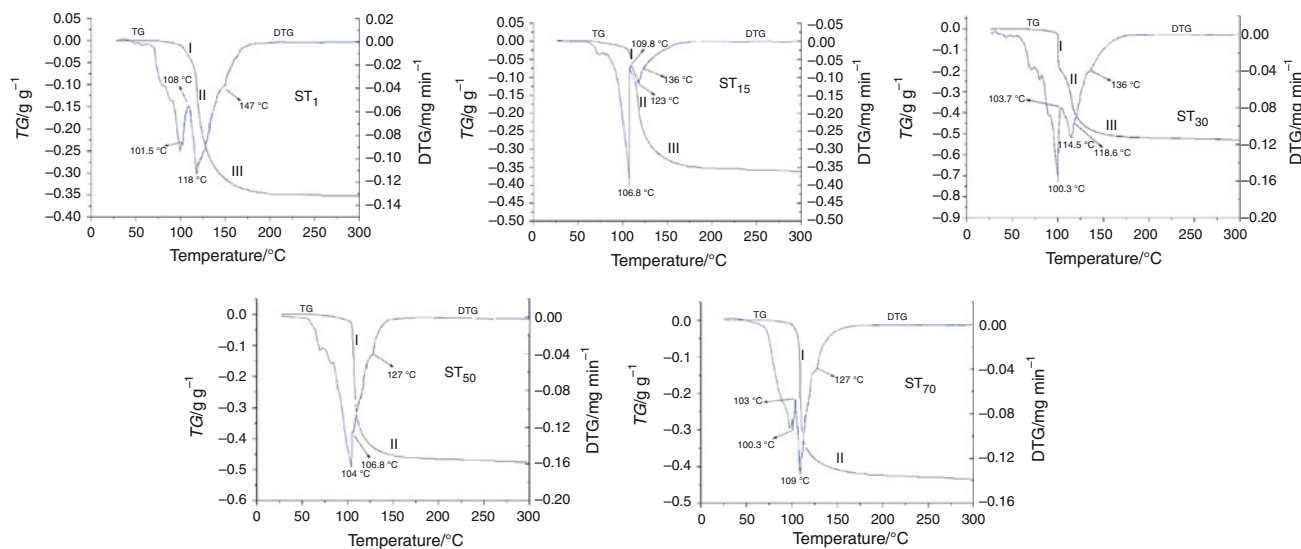 TG DTG
I
II
III
108 °C
101.5 °C
118 °C
147 °C
ST1
0.05
0.00
−0.05
−0.10
−0.15
−0.20
−0.25
−0.30
−0.35
−0.40
TG/g g−1
0.02
0.00
−0.02
−0.04
−0.06
−0.08
−0.10
−0.12
−0.14
DTG/mg min−1
0 50 100 150 200 250 300
Temperature/°C
TG DTG
I
II
III
109.8 °C
136 °C
123 °C
106.8 °C
ST15
0.05
0.00
−0.05
−0.10
−0.15
−0.20
−0.25
−0.30
−0.35
−0.40
−0.45
−0.50
TG/g g−1
−0.05
0.00
−0.05
−0.10
−0.15
−0.20
−0.25
−0.30
−0.35
−0.40
−0.45
−0.50
DTG/mg min−1
0 50 100 150 200 250 300
Temperature/°C
TG DTG
I
II
III
103.7 °C
136 °C
114.5 °C
118.6 °C
100.3 °C
ST30
0.1
0.0
−0.1
−0.2
−0.3
−0.4
−0.5
−0.6
−0.7
−0.8
−0.9
TG/g g−1
0.00
−0.04
−0.08
−0.12
−0.16
−0.20
DTG/mg min−1
0 50 100 150 200 250 300
Temperature/°C
TG DTG
I
II
127 °C
106.8 °C
104 °C
ST50
0.0
−0.1
−0.2
−0.3
−0.4
−0.5
−0.6
TG/g g−1
0.00
−0.04
−0.08
−0.12
−0.16
−0.20
DTG/mg min−1
0 50 100 150 200 250 300
Temperature/°C
TG DTG
I
II
103 °C
100.3 °C
109 °C
127 °C
ST70
0.0
−0.1
−0.2
−0.3
−0.4
−0.5
TG/g g−1
0.00
−0.04
−0.08
−0.12
−0.16
DTG/mg min−1
0 50 100 150 200 250 300
Temperature/°C